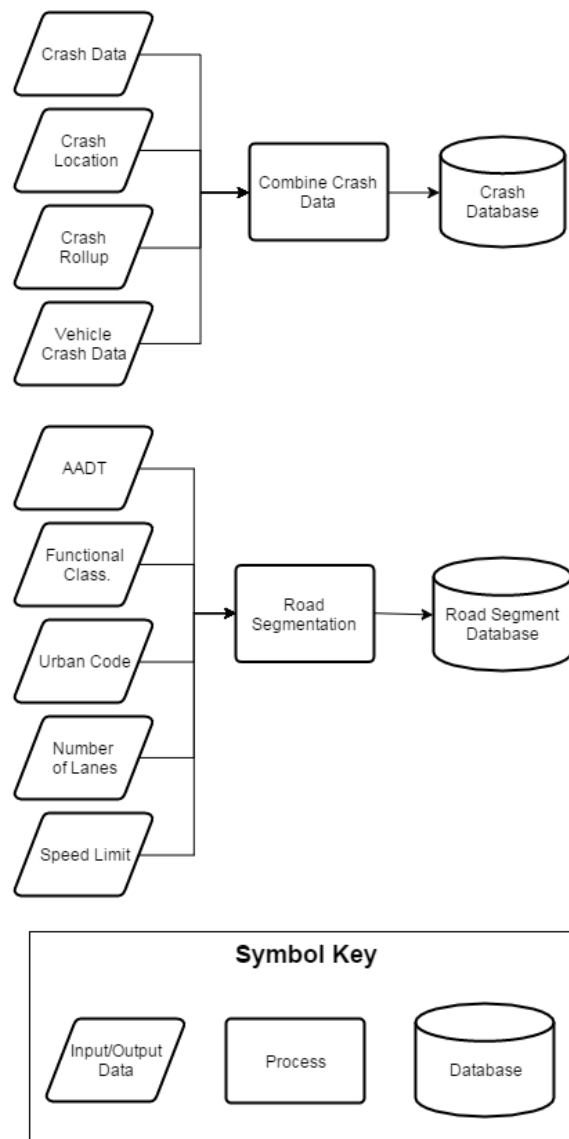 Crash Data
Crash
Location
Crash
Rollup
Vehicle
Crash Data
Combine Crash
Data
Crash
Database
AADT
Functional
Class.
Urban Code
Number
of Lanes
Speed Limit
Road
Segmentation
Road Segment
Database
Symbol Key
Input/Output
Data
Process
Database